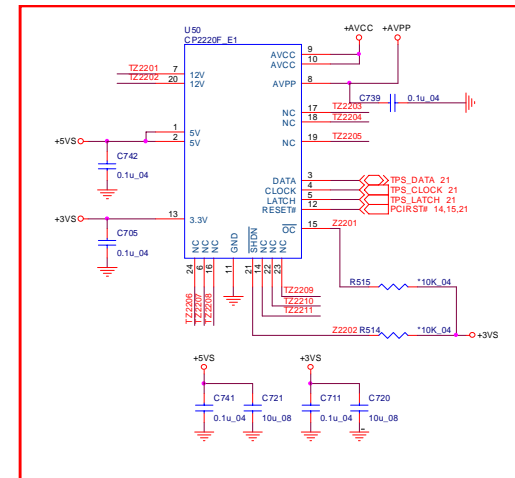 U50
CP2220F_E1
+AVCC
+AVPP
TZ2201
TZ2202
7
20
12V
12V
AVCC
AVCC
9
10
AVPP
8
C739
0.1u_04
NC
NC
17
18
TZ2203
TZ2204
NC
19
TZ2205
+5VS
1
2
5V
5V
C742
0.1u_04
DATA
CLOCK
LATCH
RESET#
3
4
5
12
TPS_DATA 21
TPS_CLOCK 21
TPS_LATCH 21
PCIRST# 14,15,21
+3VS
13
3.3V
OC
15
Z2201
C705
0.1u_04
NC
NC
NC
GND
SHDN
NC
NC
NC
24
6
16
11
21
14
22
23
TZ2206
TZ2207
TZ2208
TZ2209
TZ2210
TZ2211
R515
*10K_04
Z2202
R514
*10K_04
+3VS
+5VS
+3VS
C741
0.1u_04
C721
10u_08
C711
0.1u_04
C720
10u_08